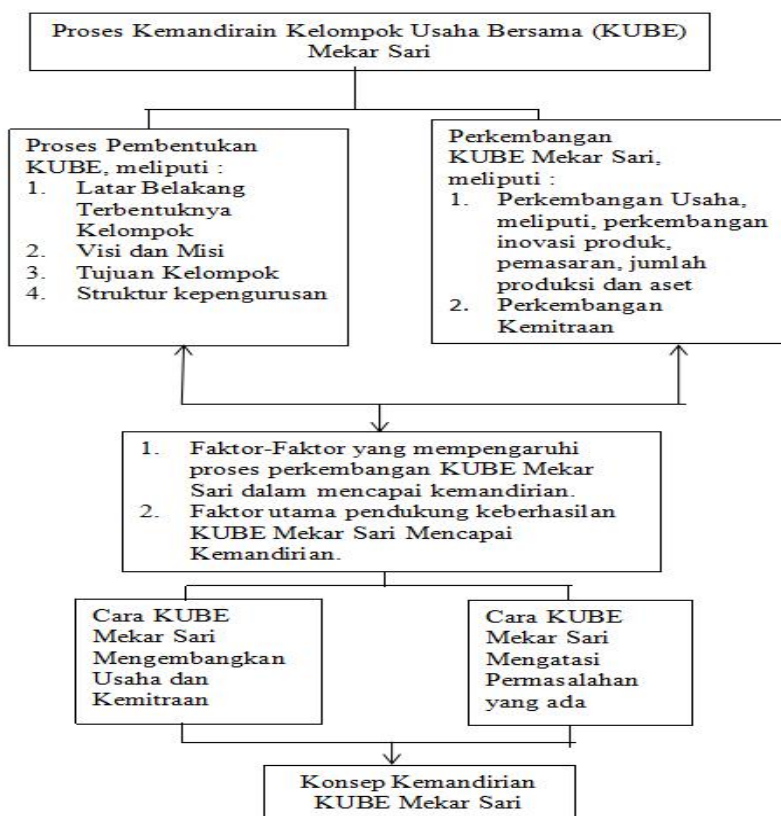 Proses Kemandirain Kelompok Usaha Bersama (KUBE)
Mekar Sari
Proses Pembentukan
KUBE, meliputi :
1. Latar Belakang
Terbentuknya
Kelompok
2. Visi dan Misi
3. Tujuan Kelompok
4. Struktur kepengurusan
Perkembangan
KUBE Mekar Sari,
meliputi :
1. Perkembangan Usaha,
meliputi, perkembangan
inovasi produk,
pemasaran, jumlah
produksi dan aset
2. Perkembangan
Kemitraan
1. Faktor-Faktor yang mempengaruhi
proses perkembangan KUBE Mekar
Sari dalam mencapai kemandirian.
2. Faktor utama pendukung keberhasilan
KUBE Mekar Sari Mencapai
Kemandirian.
Cara KUBE
Mekar Sari
Mengembangkan
Usaha dan
Kemitraan
Cara KUBE
Mekar Sari
Mengatasi
Permasalahan
yang ada
Konsep Kemandirian
KUBE Mekar Sari